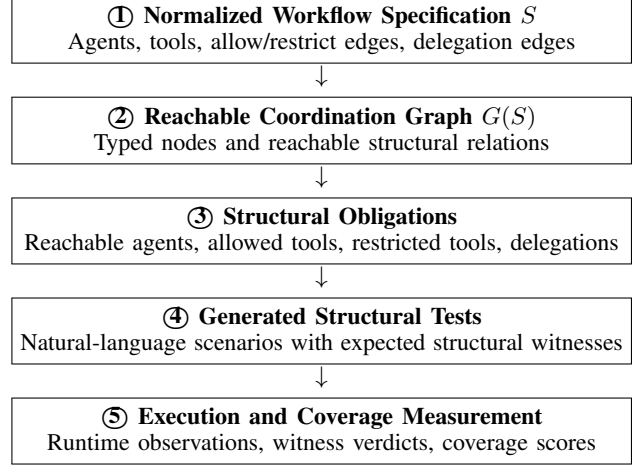 ① Normalized Workflow Specification S
Agents, tools, allow/restrict edges, delegation edges
↓
② Reachable Coordination Graph G(S)
Typed nodes and reachable structural relations
↓
③ Structural Obligations
Reachable agents, allowed tools, restricted tools, delegations
↓
④ Generated Structural Tests
Natural-language scenarios with expected structural witnesses
↓
⑤ Execution and Coverage Measurement
Runtime observations, witness verdicts, coverage scores